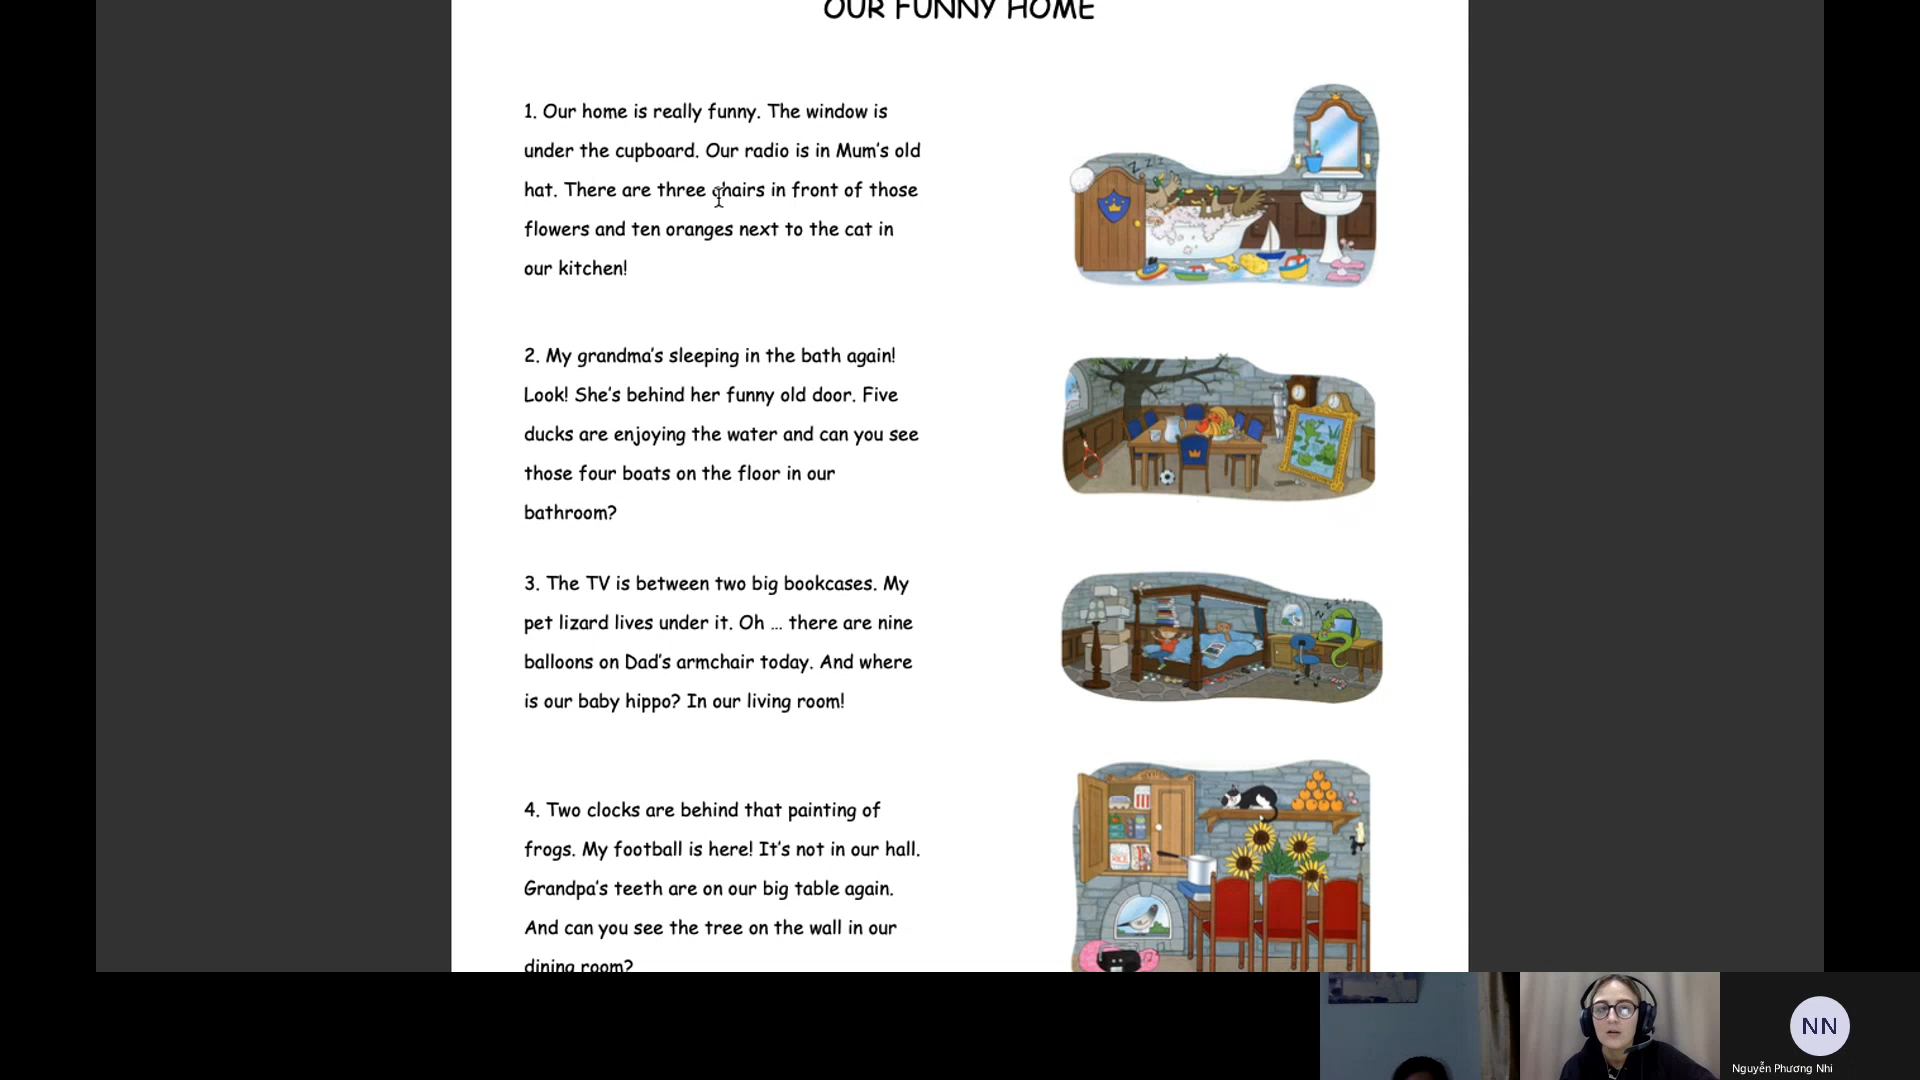 OUR FUNNY HOME
1. Our home is really funny. The window is
under the cupboard. Our radio is in Mum's old
hat. There are three chairs in front of those
flowers and ten oranges next to the cat in
our kitchen!
2. My grandma's sleeping in the bath again!
Look! She's behind her funny old door. Five
ducks are enjoying the water and can you see
those four boats on the floor in our
bathroom?
3. The TV is between two big bookcases. My
pet lizard lives under it. Oh ... there are nine
balloons on Dad's armchair today. And where
is our baby hippo? In our living room!
4. Two clocks are behind that painting of
frogs. My football is here! It's not in our hall.
Grandpa's teeth are on our big table again.
And can you see the tree on the wall in our
dining room?
Z Z Z Z
RICE
NN
Nguyễn Phương Nhi